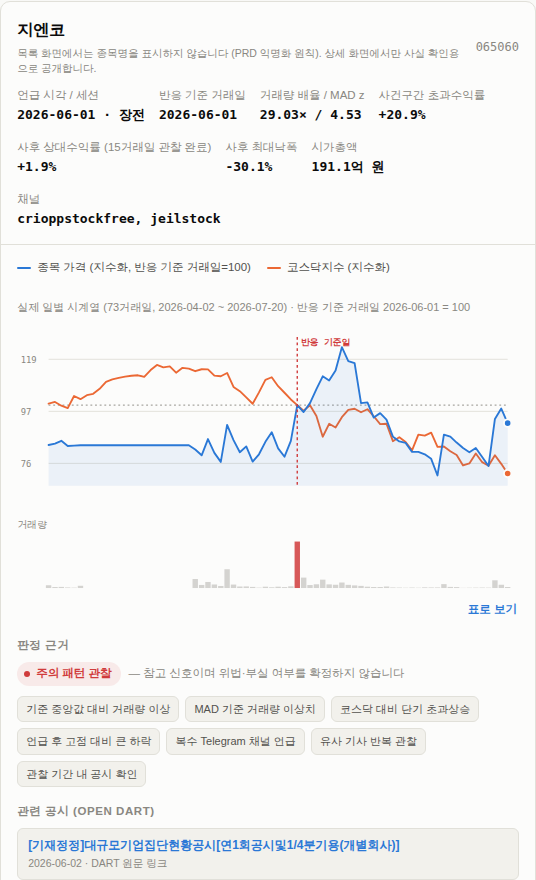 지엔코
목록 화면에서는 종목명을 표시하지 않습니다 (PRD 익명화 원칙). 상세 화면에서만 사실 확인용
으로 공개합니다.
065060
언급 시각 / 세션
2026-06-01 · 장전
반응 기준 거래일
2026-06-01
거래량 배율 / MAD z
29.03× / 4.53
사건구간 초과수익률
+20.9%
사후 상대수익률 (15거래일 관찰 완료)
+1.9%
사후 최대낙폭
-30.1%
시가총액
191.1억 원
채널
crioppstockfree, jeilstock
종목 가격 (지수화, 반응 기준 거래일=100)
코스닥지수 (지수화)
실제 일별 시계열 (73거래일, 2026-04-02 ~ 2026-07-20) · 반응 기준 거래일 2026-06-01 = 100
반응 기준일
119
97
76
거래량
표로 보기
판정 근거
주의 패턴 관찰 — 참고 신호이며 위법·부실 여부를 확정하지 않습니다
기준 중앙값 대비 거래량 이상
MAD 기준 거래량 이상치
코스닥 대비 단기 초과상승
언급 후 고점 대비 큰 하락
복수 Telegram 채널 언급
유사 기사 반복 관찰
관찰 기간 내 공시 확인
관련 공시 (OPEN DART)
[기재정정]대규모기업집단현황공시[연1회공시및1/4분기용(개별회사)]
2026-06-02 · DART 원문 링크